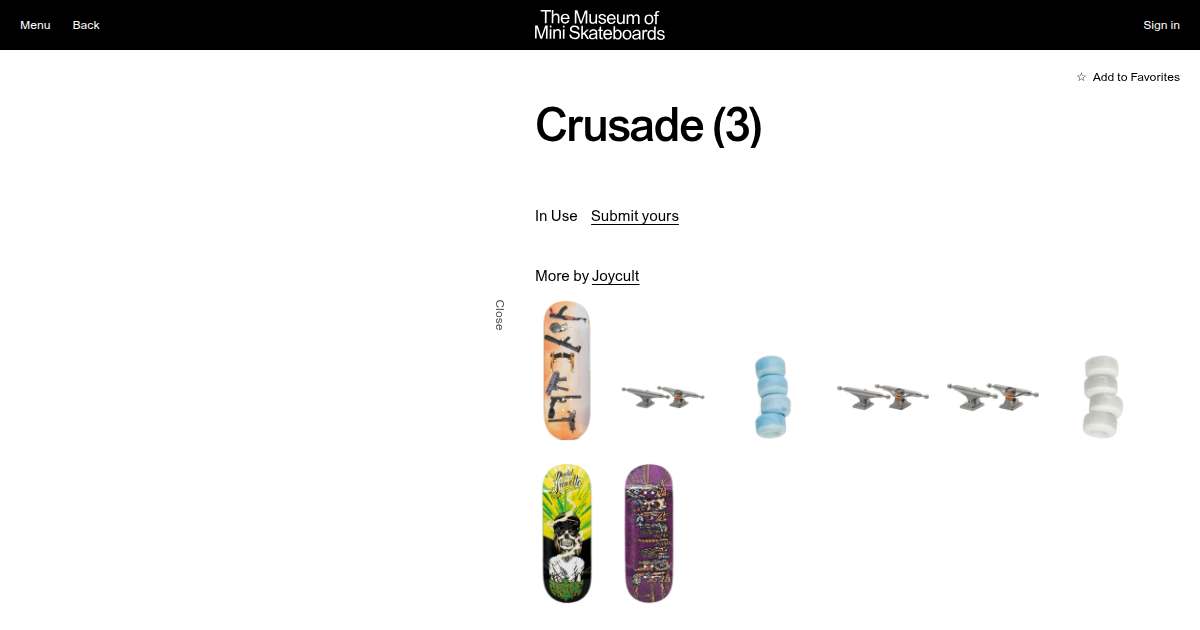 Menu
Back
The Museum of
Mini Skateboards
Sign in
☆ Add to Favorites
Crusade (3)
In Use Submit yours
More by Joycult
Close
Joycult